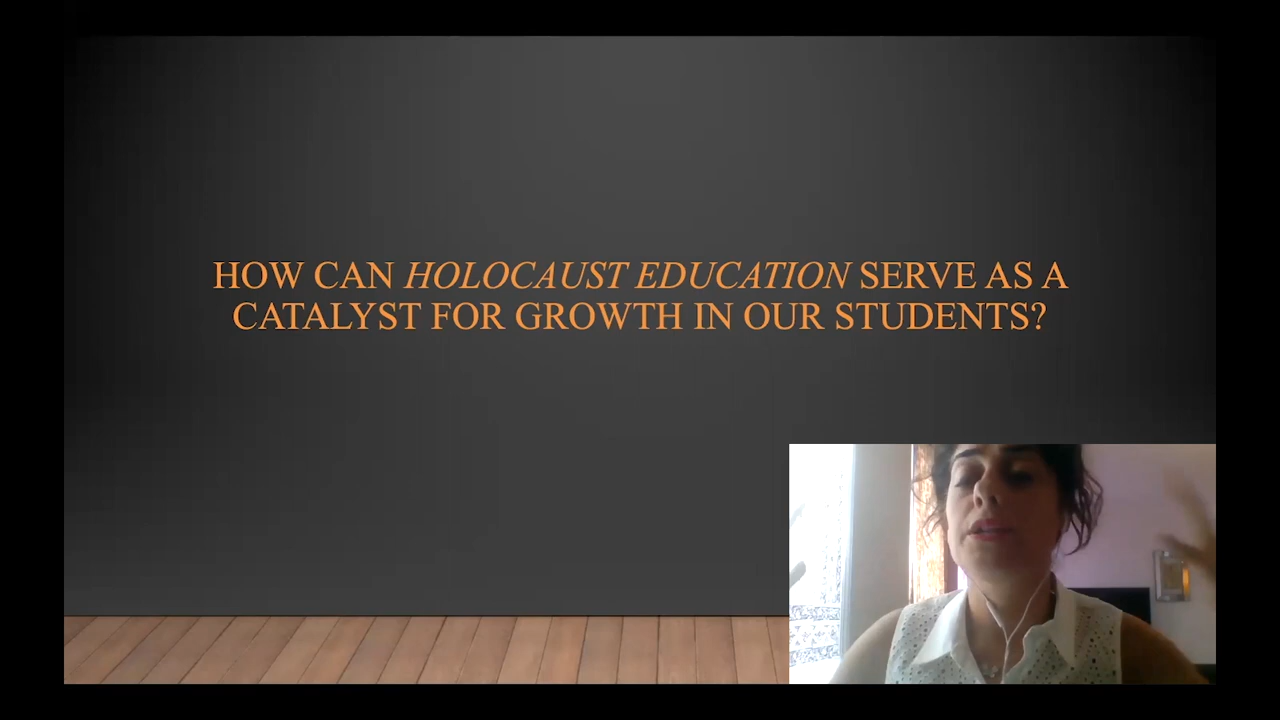 HOW CAN HOLOCAUST EDUCATION SERVE AS A
CATALYST FOR GROWTH IN OUR STUDENTS?